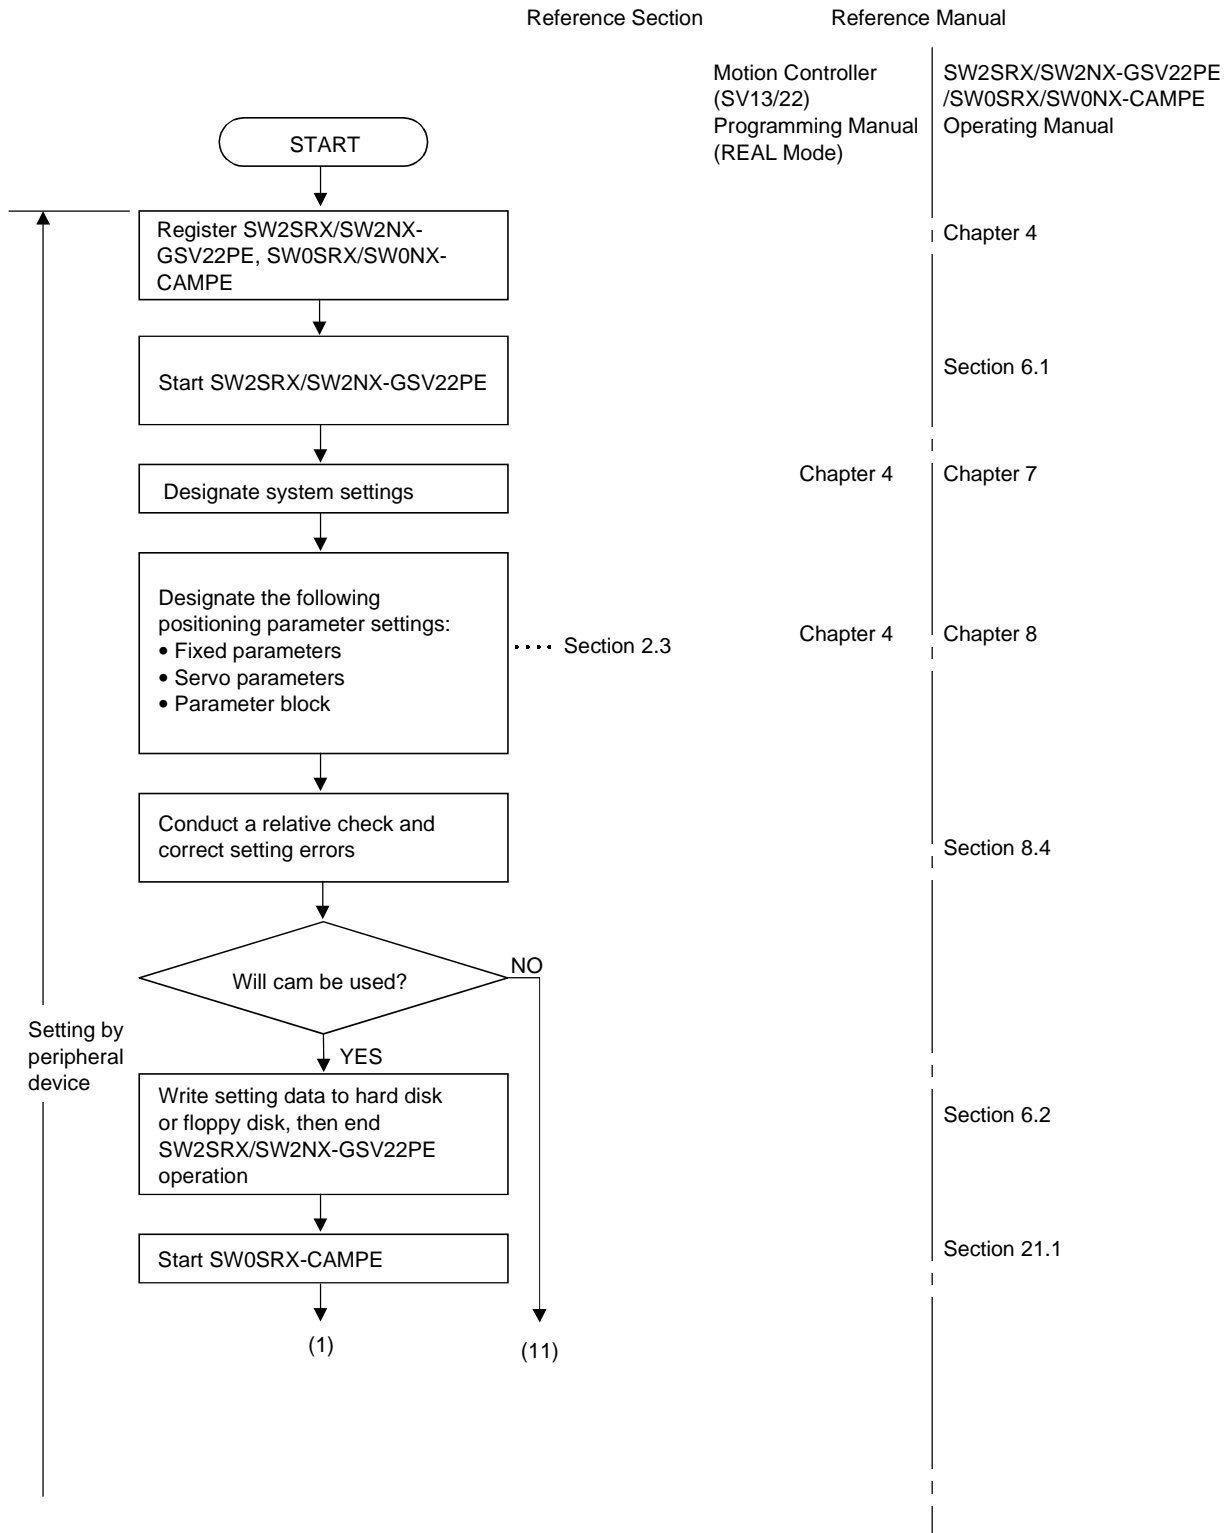 Reference Section
Reference Manual
Motion Controller
(SV13/22)
Programming Manual
(REAL Mode)
SW2SRX/SW2NX-GSV22PE
/SW0SRX/SW0NX-CAMPE
Operating Manual
START
Register SW2SRX/SW2NX-
GSV22PE, SW0SRX/SW0NX-
CAMPE
Chapter 4
Start SW2SRX/SW2NX-GSV22PE
Section 6.1
Designate system settings
Chapter 4
Chapter 7
Designate the following
positioning parameter settings:
• Fixed parameters
• Servo parameters
• Parameter block
Section 2.3
Chapter 4
Chapter 8
Conduct a relative check and
correct setting errors
Section 8.4
Will cam be used?
NO
YES
Setting by
peripheral
device
Write setting data to hard disk
or floppy disk, then end
SW2SRX/SW2NX-GSV22PE
operation
Section 6.2
Start SW0SRX-CAMPE
Section 21.1
(1)
(11)